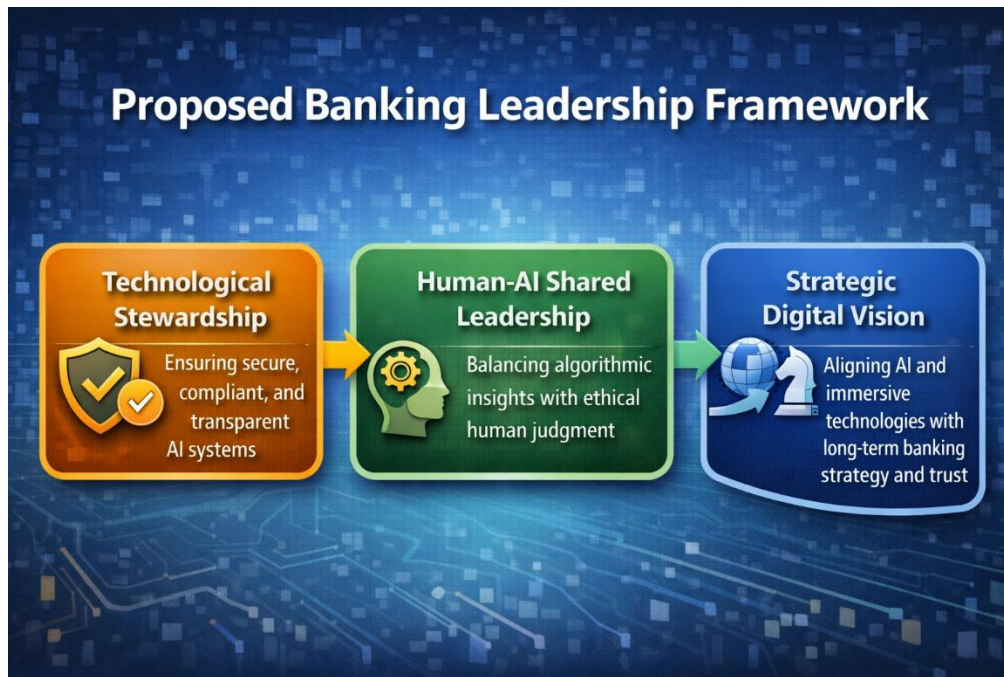 Proposed Banking Leadership Framework
Technological
Stewardship
Ensuring secure,
compliant, and
transparent
AI systems
Human-AI Shared
Leadership
Balancing algorithmic
insights with ethical
human judgment
Strategic
Digital Vision
Aligning AI and
immersive
technologies with
long-term banking
strategy and trust